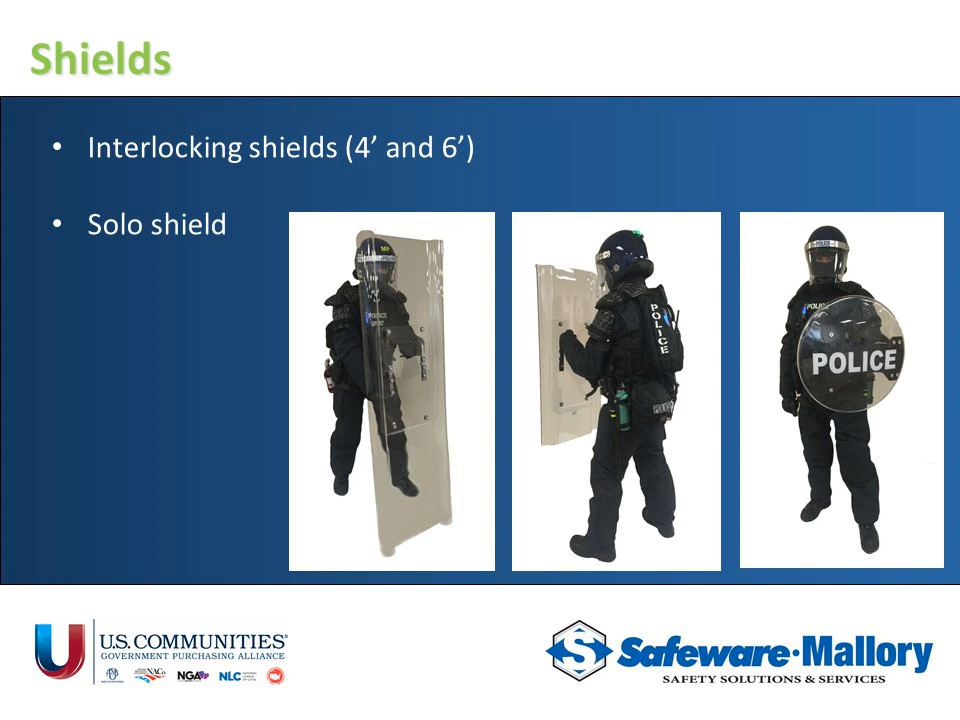 Shields
• Interlocking shields (4’ and 6’)
• Solo shield
POLICE
POLICE
POLICE
POLICE
U.S. COMMUNITIES®
GOVERNMENT PURCHASING ALLIANCE
NACo
NGA
NLC
Safeware·Mallory
SAFETY SOLUTIONS & SERVICES